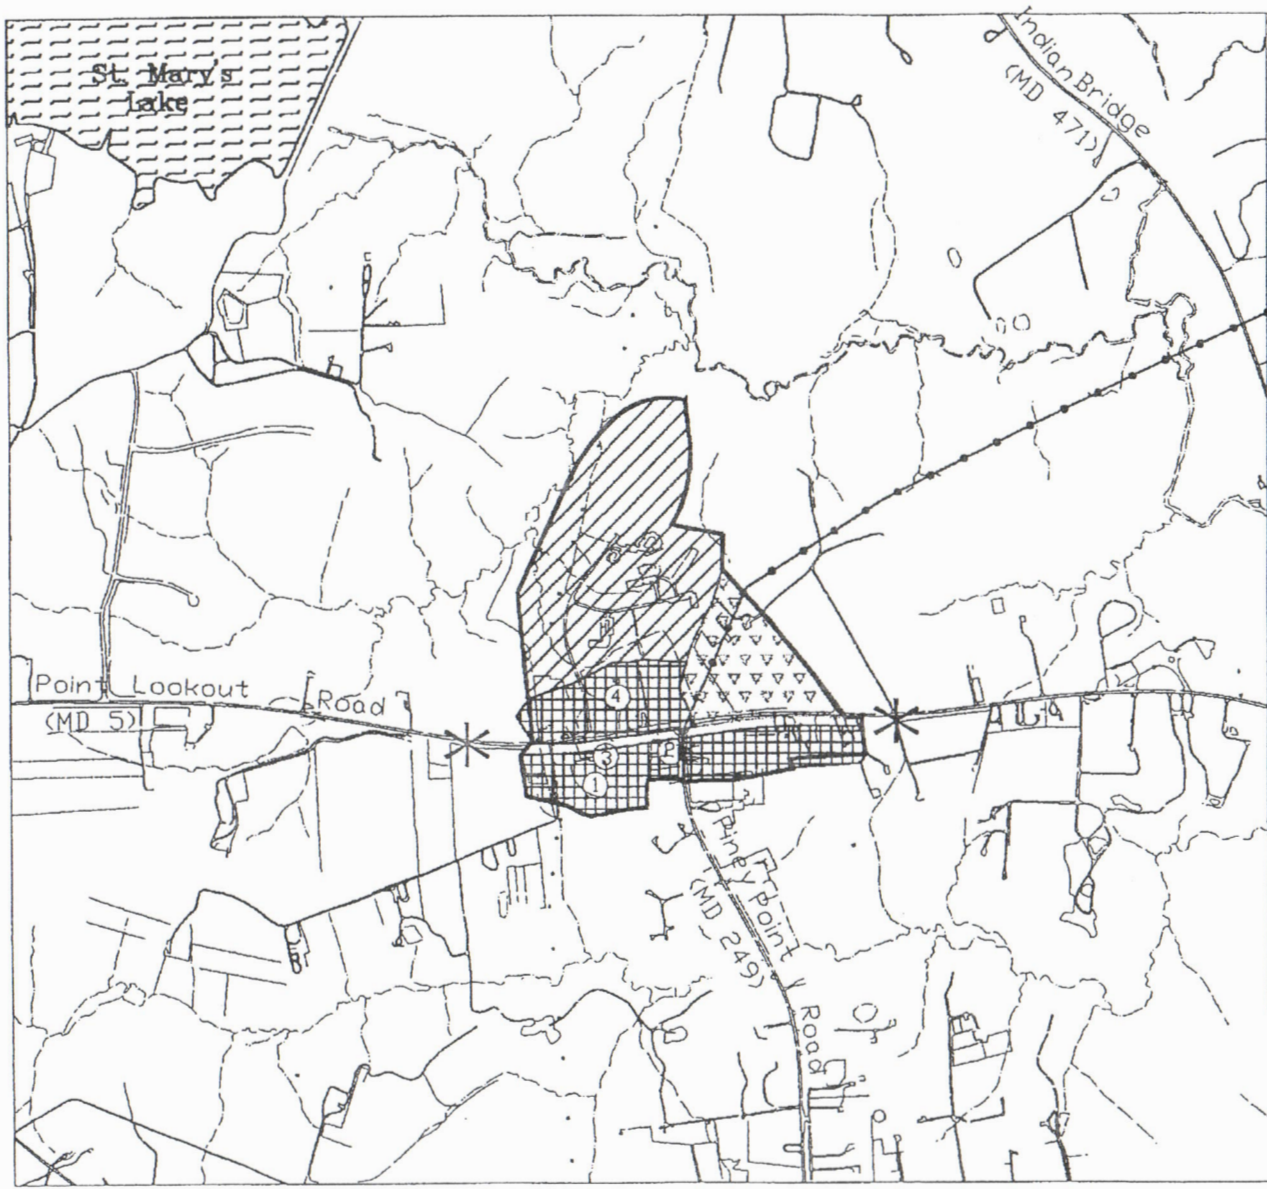 St. Mary's
Lake
Indian Bridge
(MD 471)
Point Lookout Road
(MD 5)
4
3
P
1
Piney Point Road
(MD 249)